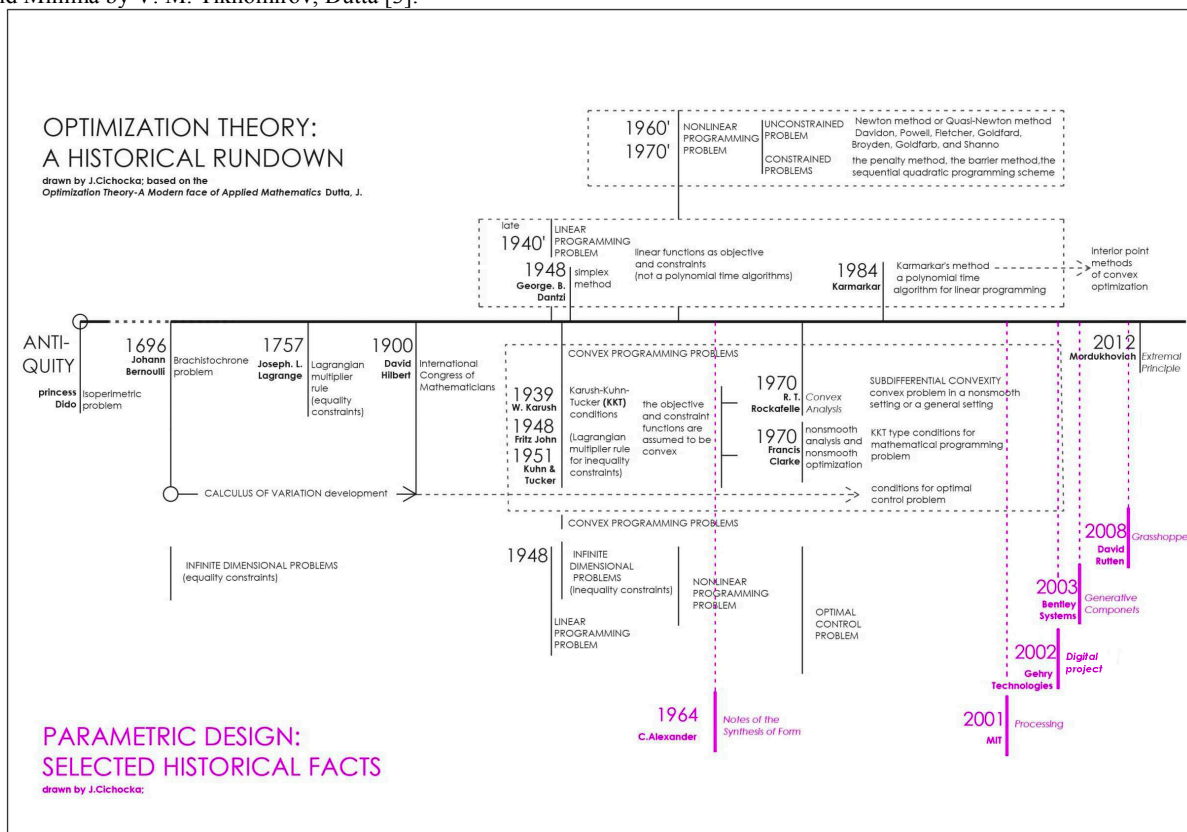 and Minima by V. M. Tikhomirov, Dutta [5].
OPTIMIZATION THEORY:
A HISTORICAL RUNDOWN
drawn by J.Cichocka; based on the
Optimization Theory-A Modern face of Applied Mathematics Dutta, J.
1960'
1970'
NONLINEAR
PROGRAMMING
PROBLEM
UNCONSTRAINED
PROBLEM
Newton method or Quasi-Newton method
Davidon, Powell, Fletcher, Goldfard,
Broyden, Goldfarb, and Shanno
CONSTRAINED
PROBLEMS
the penalty method, the barrier method,the
sequential quadratic programming scheme
late
1940'
LINEAR
PROGRAMMING
PROBLEM
1948
George. B.
Dantzi
simplex
method
linear functions as objective
and constraints
(not a polynomial time algorithms)
1984
Karmarkar
Karmarkar's method
a polynomial time
algorithm for linear programming
interior point
methods
of convex
optimization
ANTI-
QUITY
princess
Dido
Isoperimetric
problem
1696
Johann
Bernoulli
Brachistochrone
problem
1757
Joseph. L.
Lagrange
Lagrangian
multiplier
rule
(equality
constraints)
1900
David
Hilbert
International
Congress of
Mathematicians
CONVEX PROGRAMMING PROBLEMS
1939
W. Karush
1948
Fritz John
1951
Kuhn &
Tucker
Karush-Kuhn-
Tucker (KKT)
conditions
(Lagrangian
multiplier rule
for inequality
constraints)
the objective
and constraint
functions are
assumed to be
convex
1970
R. T.
Rockafelle
Convex
Analysis
SUBDIFFERENTIAL CONVEXITY
convex problem in a nonsmooth
setting or a general setting
1970
Francis
Clarke
nonsmooth
analysis and
nonsmooth
optimization
KKT type conditions for
mathematical programming
problem
2012
Mordukhovich
Extremal
Principle
CALCULUS OF VARIATION development
conditions for optimal
control problem
CONVEX PROGRAMMING PROBLEMS
INFINITE DIMENSIONAL PROBLEMS
(equality constraints)
1948
INFINITE
DIMENSIONAL
PROBLEMS
(inequality constraints)
LINEAR
PROGRAMMING
PROBLEM
NONLINEAR
PROGRAMMING
PROBLEM
OPTIMAL
CONTROL
PROBLEM
2008
David
Rutten
Grasshoppe
2003
Bentley
Systems
Generative
Componets
2002
Gehry
Technologies
Digital
project
1964
C.Alexander
Notes of the
Synthesis of Form
2001
MIT
Processing
PARAMETRIC DESIGN:
SELECTED HISTORICAL FACTS
drawn by J.Cichocka;